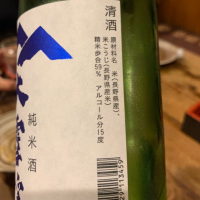 清酒
原材料名 米(長野県産)、
米こうじ(長野県産米)
精米歩合59% アルコール分15度
純米酒
113459